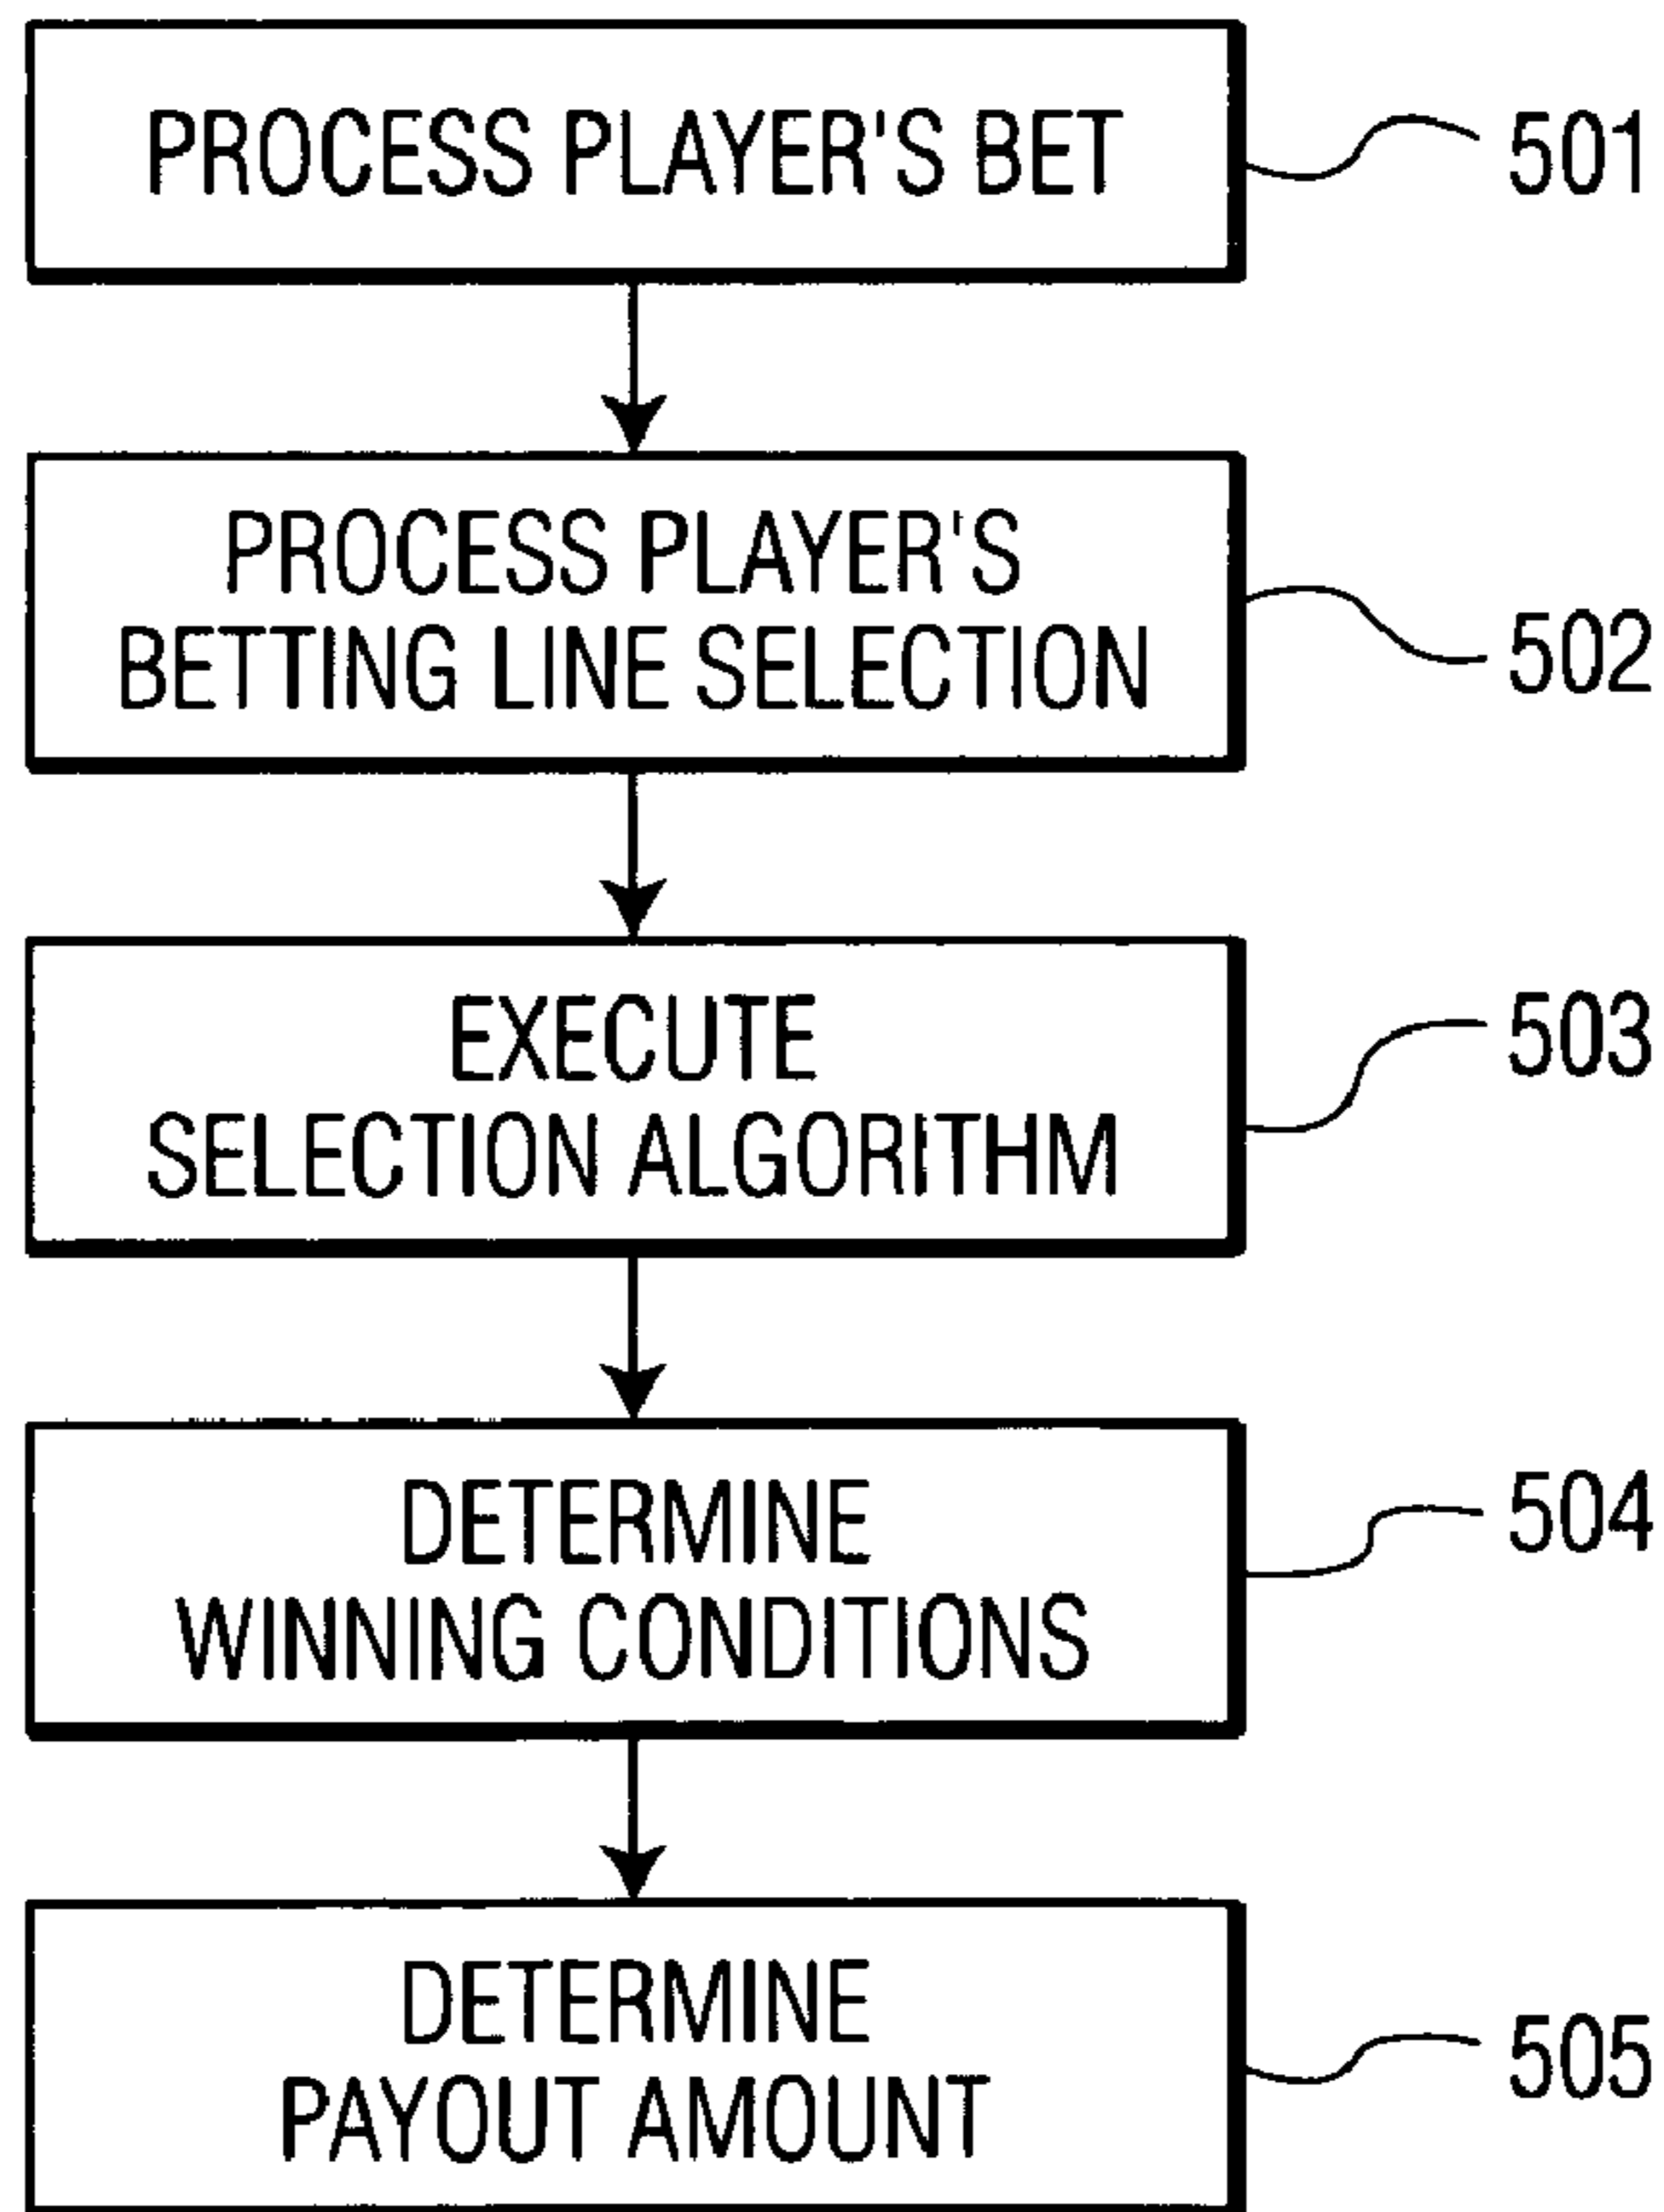 PROCESS PLAYER'S BET
501
PROCESS PLAYER'S
BETTING LINE SELECTION
502
EXECUTE
SELECTION ALGORITHM
503
DETERMINE
WINNING CONDITIONS
504
DETERMINE
PAYOUT AMOUNT
505